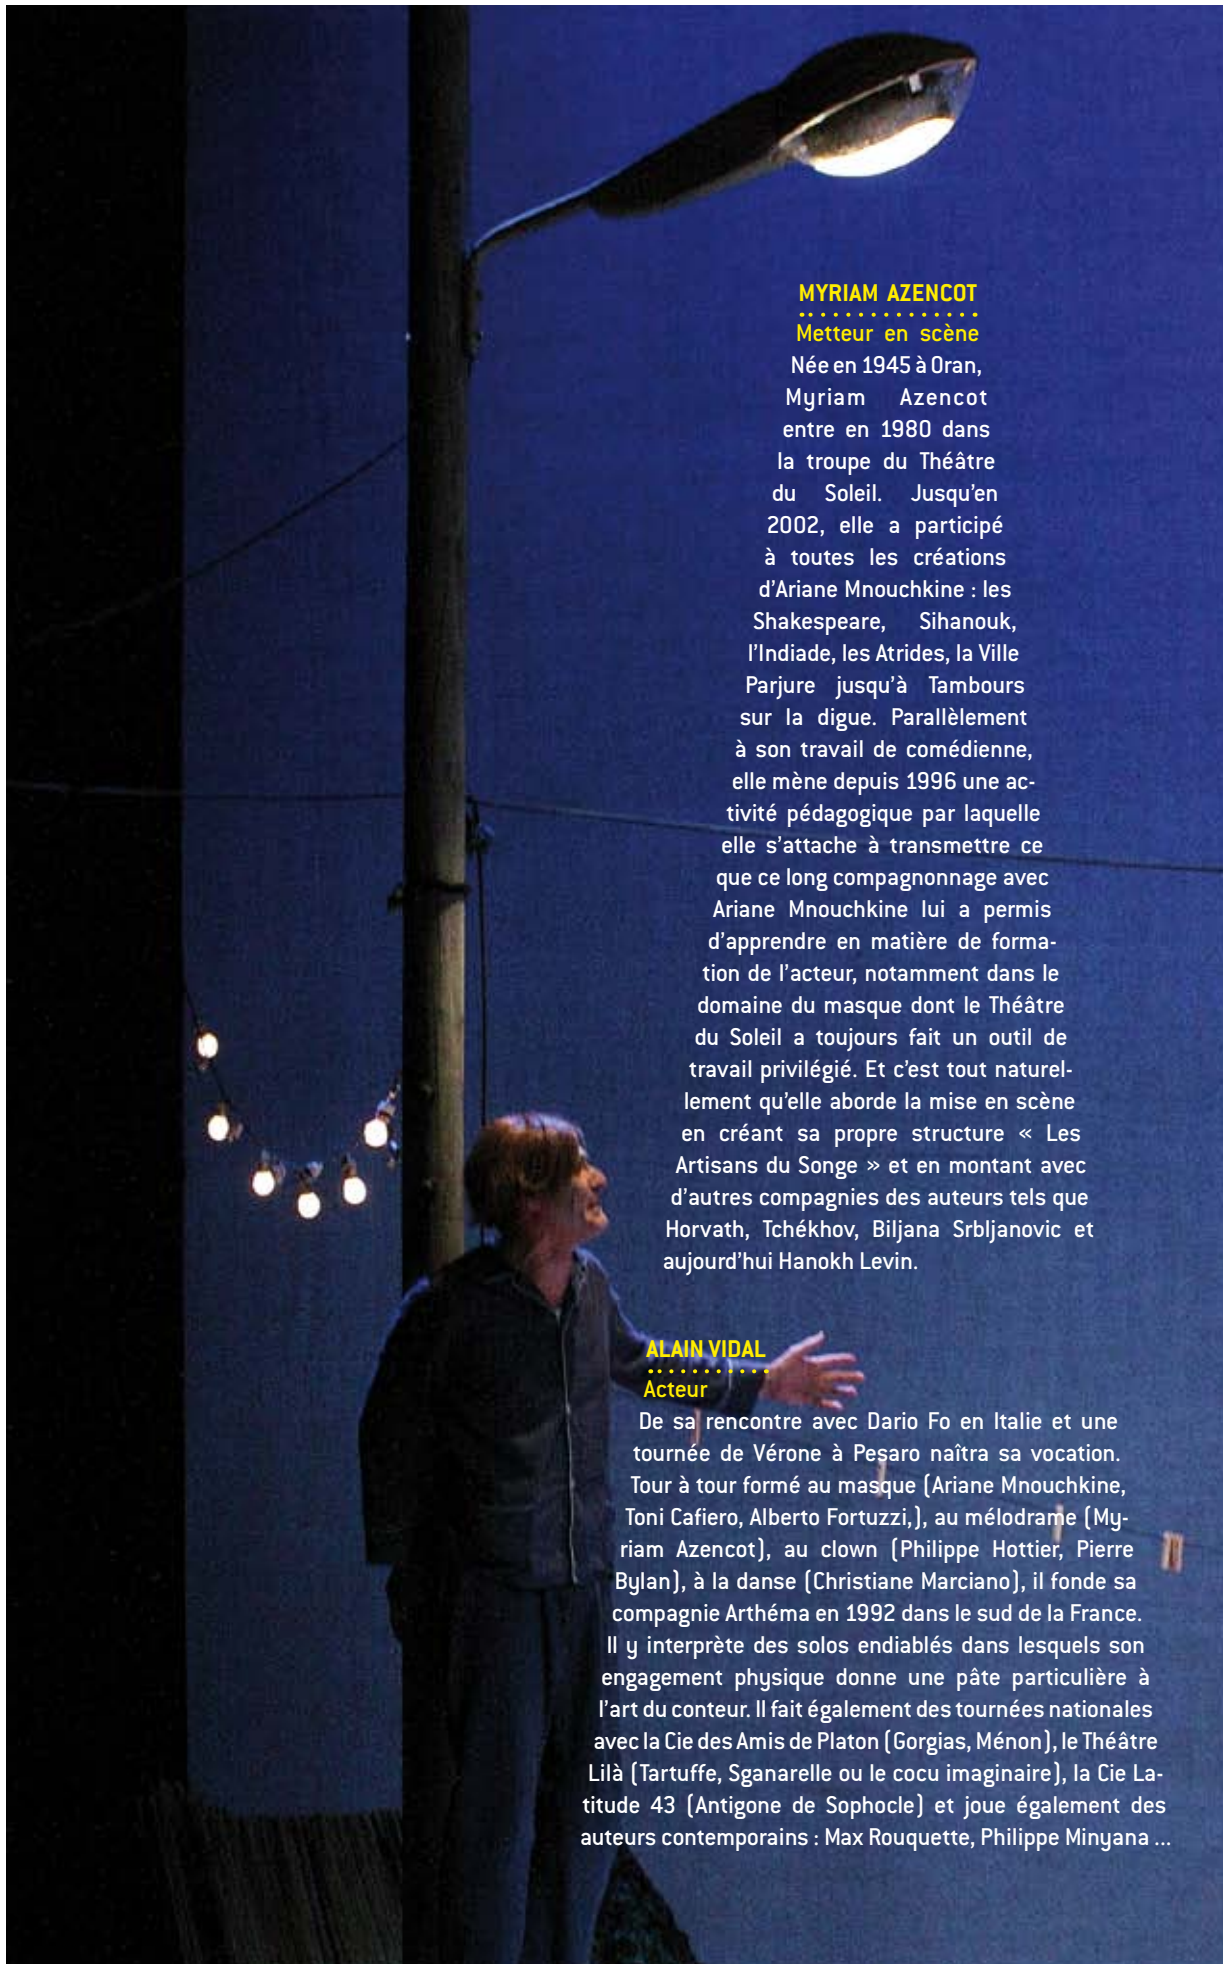 MYRIAM AZENCOT
Metteur en scène
Née en 1945 à Oran,
Myriam Azencot
entre en 1980 dans
la troupe du Théâtre
du Soleil. Jusqu’en
2002, elle a participé
à toutes les créations
d’Ariane Mnouchkine : les
Shakespeare, Sihanouk,
l’Indiade, les Atrides, la Ville
Parjure jusqu’à Tambours
sur la digue. Parallèlement
à son travail de comédienne,
elle mène depuis 1996 une ac-
tivité pédagogique par laquelle
elle s’attache à transmettre ce
que ce long compagnonnage avec
Ariane Mnouchkine lui a permis
d’apprendre en matière de forma-
tion de l’acteur, notamment dans le
domaine du masque dont le Théâtre
du Soleil a toujours fait un outil de
travail privilégié. Et c’est tout naturel-
lement qu’elle aborde la mise en scène
en créant sa propre structure « Les
Artisans du Songe » et en montant avec
d’autres compagnies des auteurs tels que
Horvath, Tchékhov, Biljana Srbljanovic et
aujourd’hui Hanokh Levin.
ALAIN VIDAL
Acteur
De sa rencontre avec Dario Fo en Italie et une
tournée de Vérone à Pesaro naîtra sa vocation.
Tour à tour formé au masque (Ariane Mnouchkine,
Toni Cafiero, Alberto Fortuzzi,), au mélodrame (My-
riam Azencot), au clown (Philippe Hottier, Pierre
Bylan), à la danse (Christiane Marciano), il fonde sa
compagnie Arthéma en 1992 dans le sud de la France.
Il y interprète des solos endiablés dans lesquels son
engagement physique donne une pâte particulière à
l’art du conteur. Il fait également des tournées nationales
avec la Cie des Amis de Platon (Gorgias, Ménon), le Théâtre
Lilà (Tartuffe, Sganarelle ou le cocu imaginaire), la Cie La-
titude 43 (Antigone de Sophocle) et joue également des
auteurs contemporains : Max Rouquette, Philippe Minyana ...